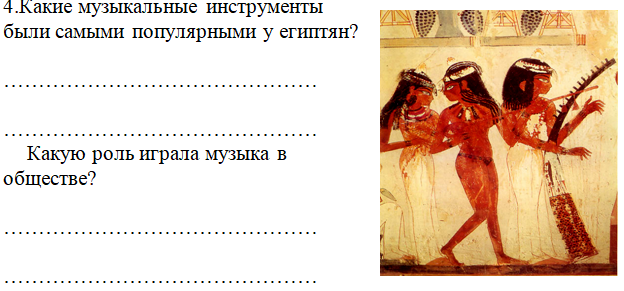 4.Какие музыкальные инструменты
были самыми популярными у египтян?
………………………………………
………………………………………
Какую роль играла музыка в
обществе?
………………………………………
………………………………………